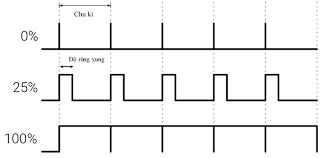 Chu kì
0%
Độ rộng xung
25%
100%